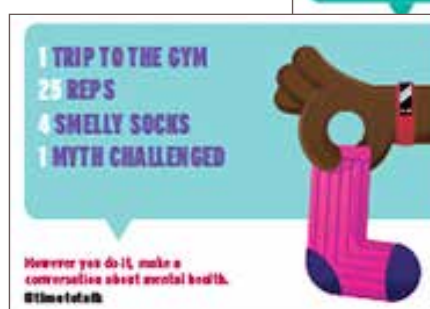 1 TRIP TO THE GYM
25 REPS
4 SMELLY SOCKS
1 MYTH CHALLENGED
However you do it, make a
conversation about mental health.
#timetotalk